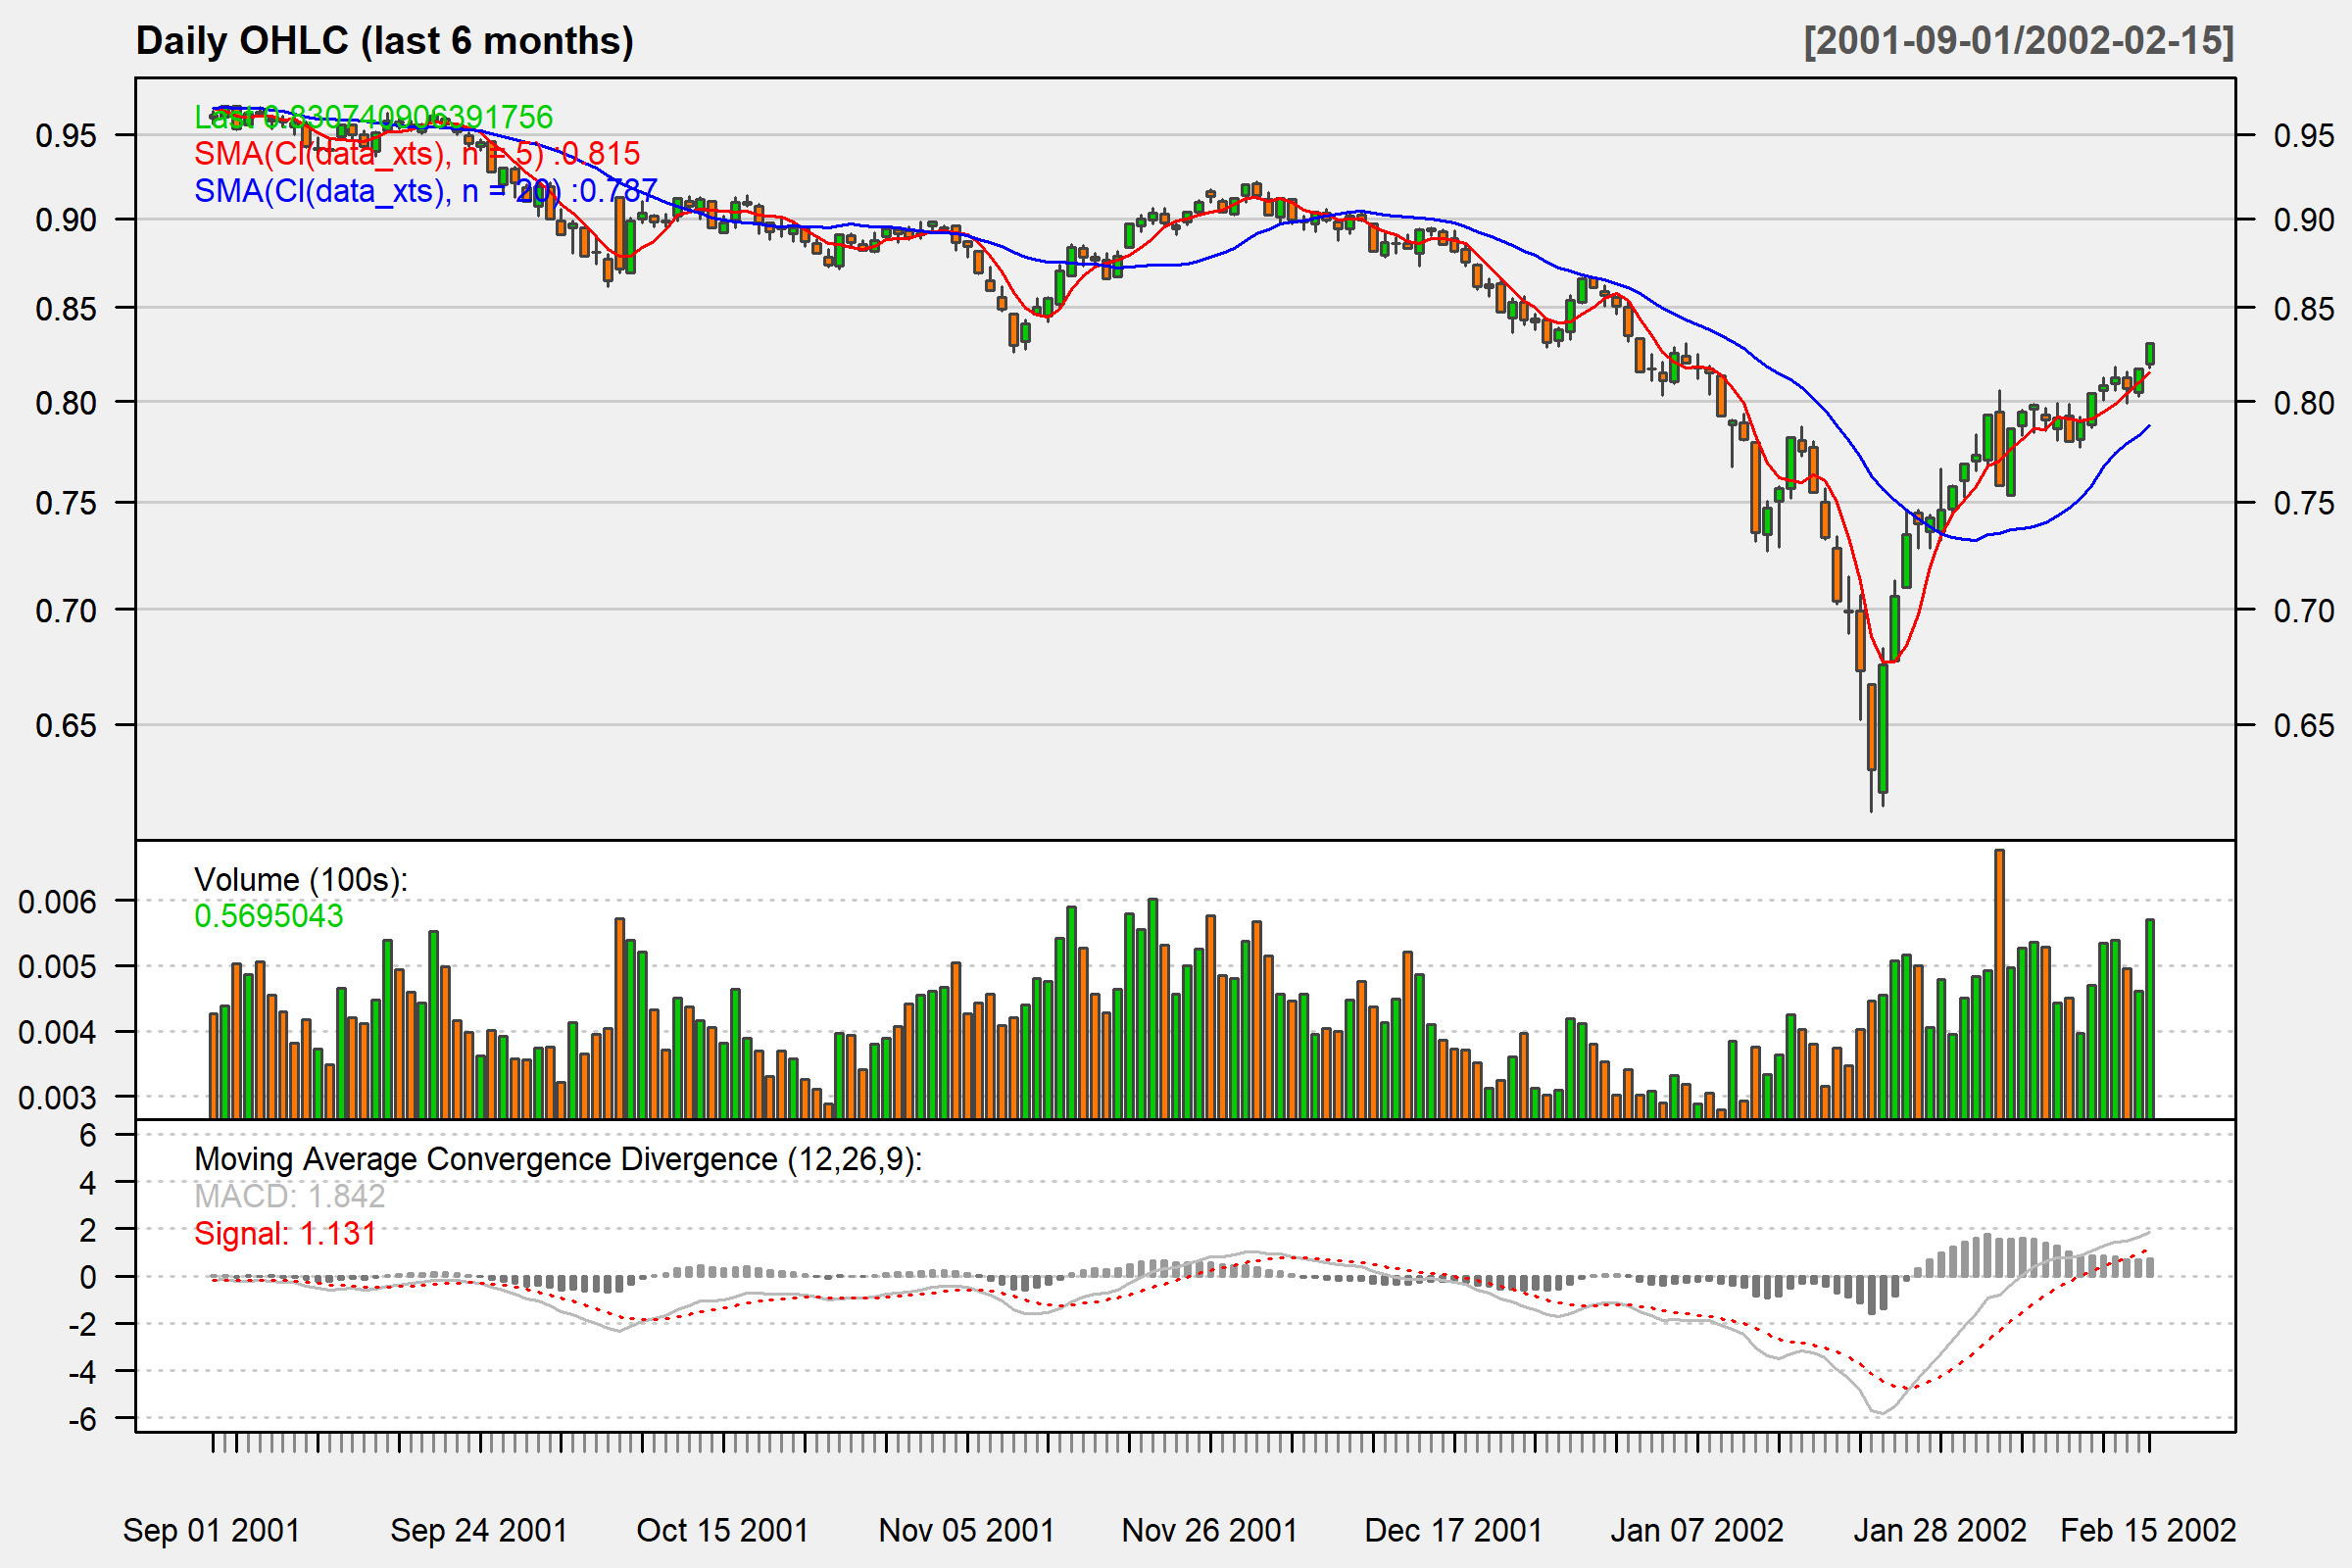 Daily OHLC (last 6 months) [2001-09-01/2002-02-15]
Last 0.830740906391756
SMA(Cl(data_xts), n = 5) :0.815
SMA(Cl(data_xts), n = 20) :0.787
0.95 0.95
0.90 0.90
0.85 0.85
0.80 0.80
0.75 0.75
0.70 0.70
0.65 0.65
Volume (100s):
0.5695043
0.006
0.005
0.004
0.003
Moving Average Convergence Divergence (12,26,9):
MACD: 1.842
Signal: 1.131
6
4
2
0
-2
-4
-6
Sep 01 2001 Sep 24 2001 Oct 15 2001 Nov 05 2001 Nov 26 2001 Dec 17 2001 Jan 07 2002 Jan 28 2002 Feb 15 2002